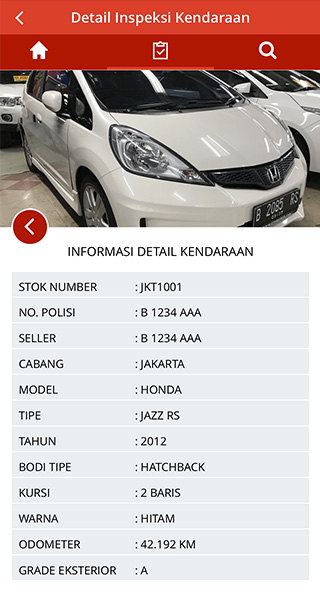 Detail Inspeksi Kendaraan
B 2085 RS
INFORMASI DETAIL KENDARAAN
STOK NUMBER : JKT1001
NO. POLISI : B 1234 AAA
SELLER : B 1234 AAA
CABANG : JAKARTA
MODEL : HONDA
TIPE : JAZZ RS
TAHUN : 2012
BODI TIPE : HATCHBACK
KURSI : 2 BARIS
WARNA : HITAM
ODOMETER : 42.192 KM
GRADE EKSTERIOR : A